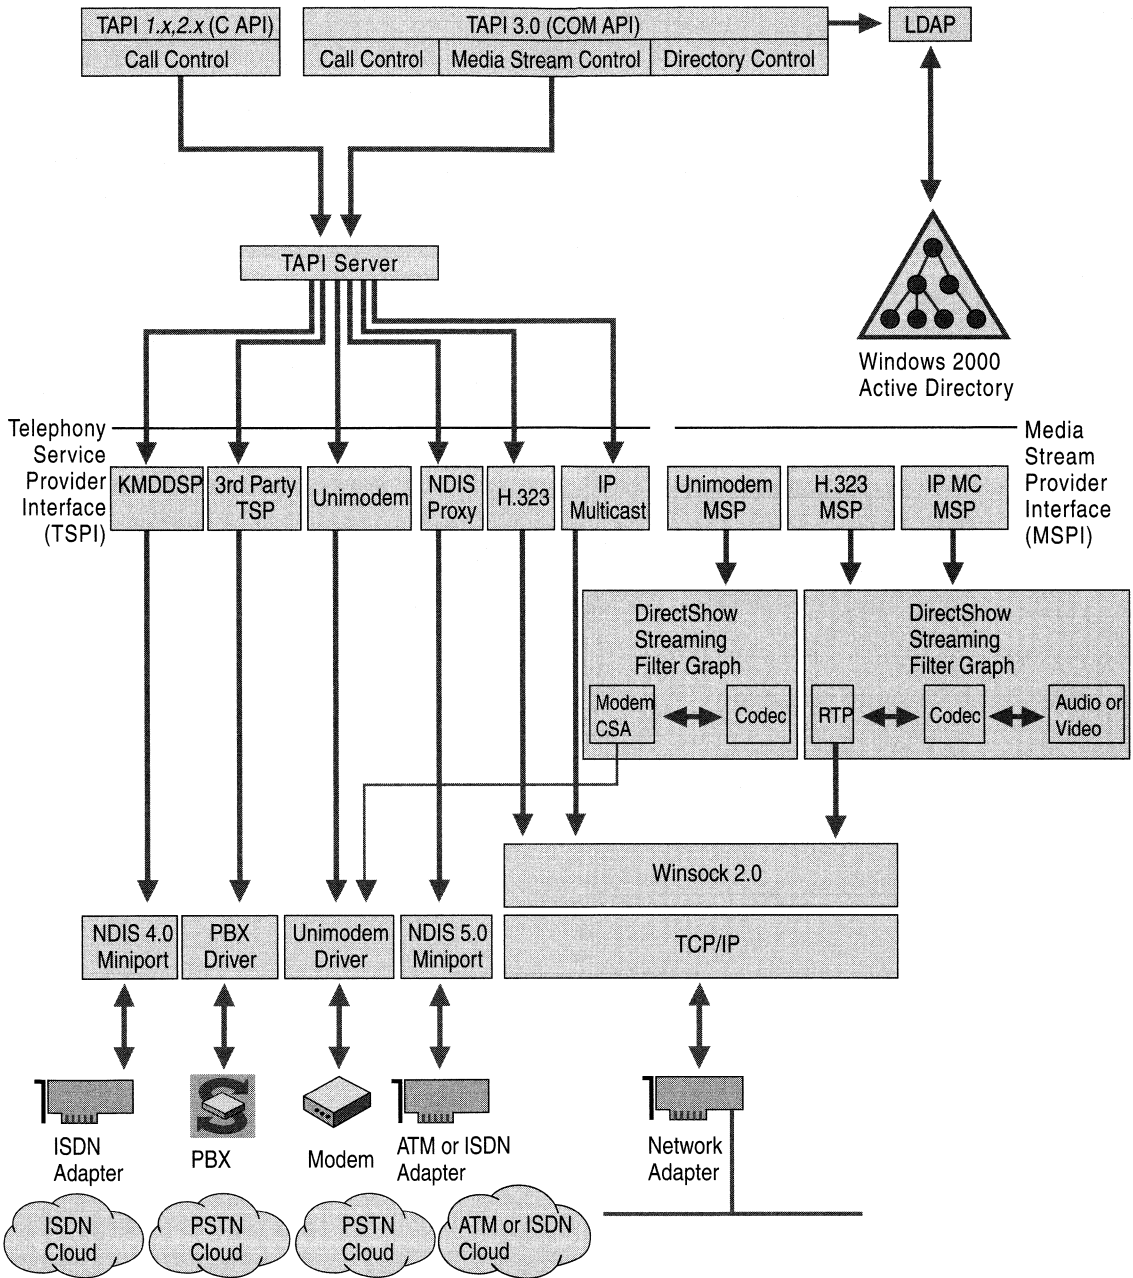 TAPI 1.x,2.x (C API)
Call Control
TAPI 3.0 (COM API)
Call Control
Media Stream Control
Directory Control
LDAP
TAPI Server
Windows 2000
Active Directory
Telephony
Service
Provider
Interface
(TSPI)
KMDDSP
3rd Party
TSP
Unimodem
NDIS
Proxy
H.323
IP
Multicast
Unimodem
MSP
H.323
MSP
IP MC
MSP
Media
Stream
Provider
Interface
(MSPI)
DirectShow
Streaming
Filter Graph
Modem
CSA
Codec
DirectShow
Streaming
Filter Graph
RTP
Codec
Audio or
Video
Winsock 2.0
NDIS 4.0
Miniport
PBX
Driver
Unimodem
Driver
NDIS 5.0
Miniport
TCP/IP
ISDN
Adapter
PBX
Modem
ATM or ISDN
Adapter
Network
Adapter
ISDN
Cloud
PSTN
Cloud
PSTN
Cloud
ATM or ISDN
Cloud